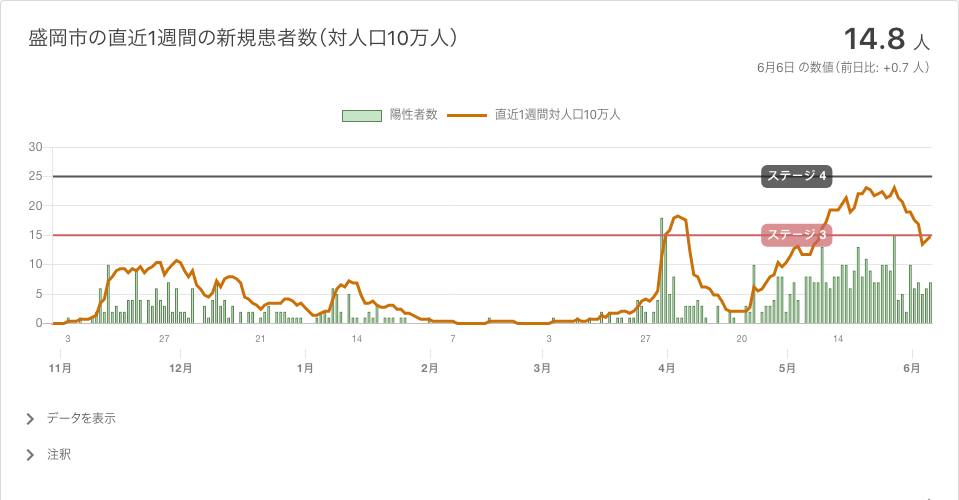 盛岡市の直近1週間の新規患者数（対人口10万人）
14.8 人
6月6日 の数値（前日比: +0.7 人）
陽性者数 直近1週間対人口10万人
30
25
ステージ 4
20
15
ステージ 3
10
5
0
3 27 21 14 7 3 27 20 14
11月 12月 1月 2月 3月 4月 5月 6月
データを表示
注釈